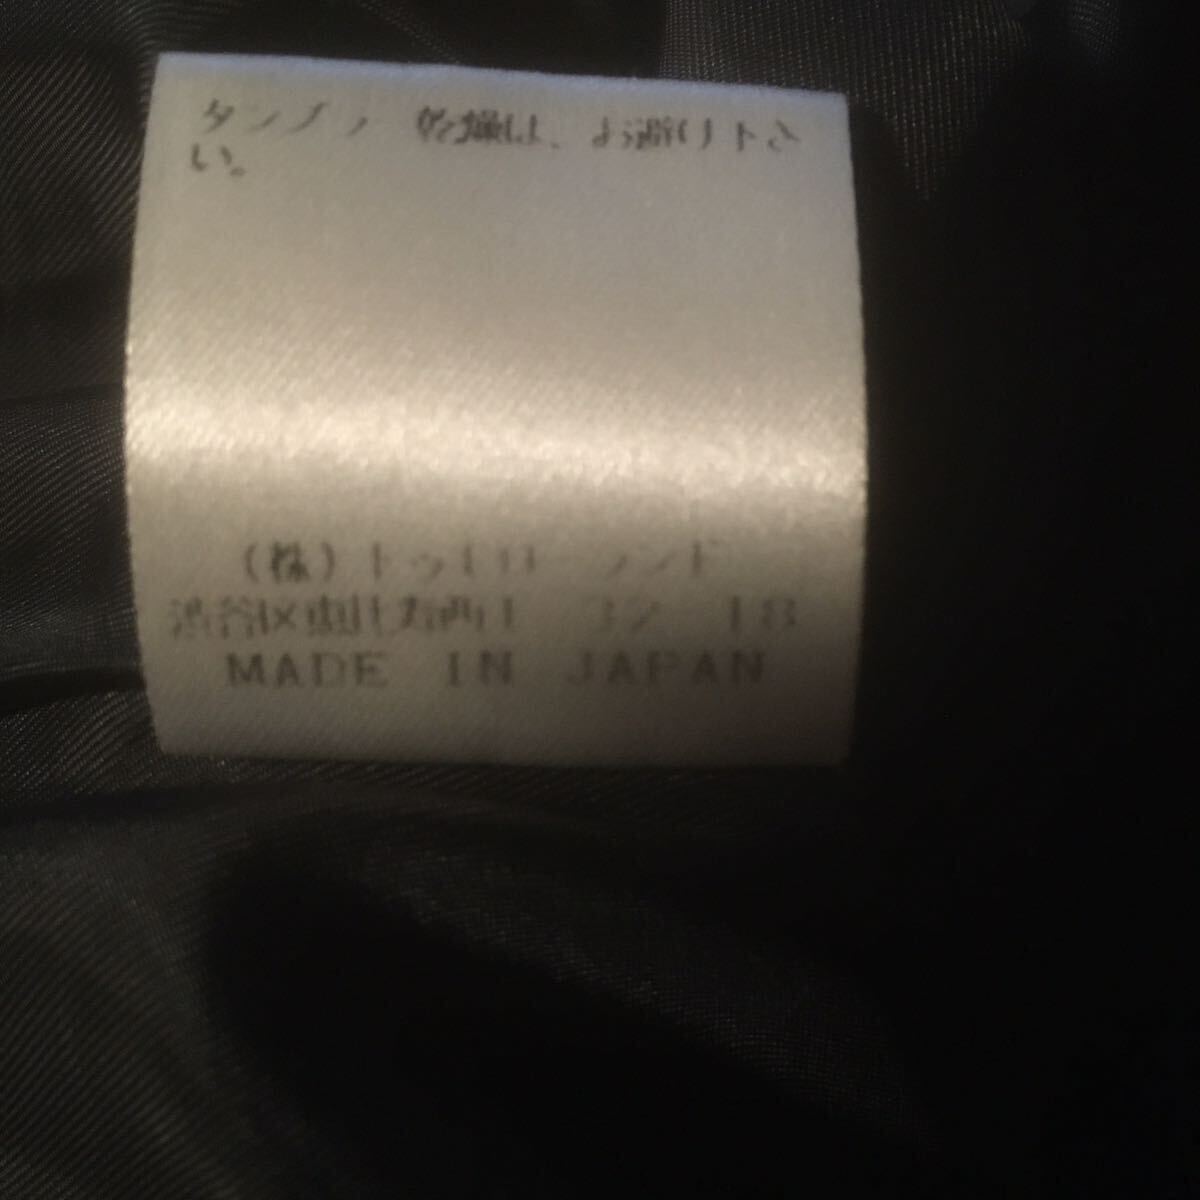 タンブラー乾燥は、お避け下さ
い。
(株)トゥモローランド
渋谷区恵比寿西1-32-18
MADE IN JAPAN